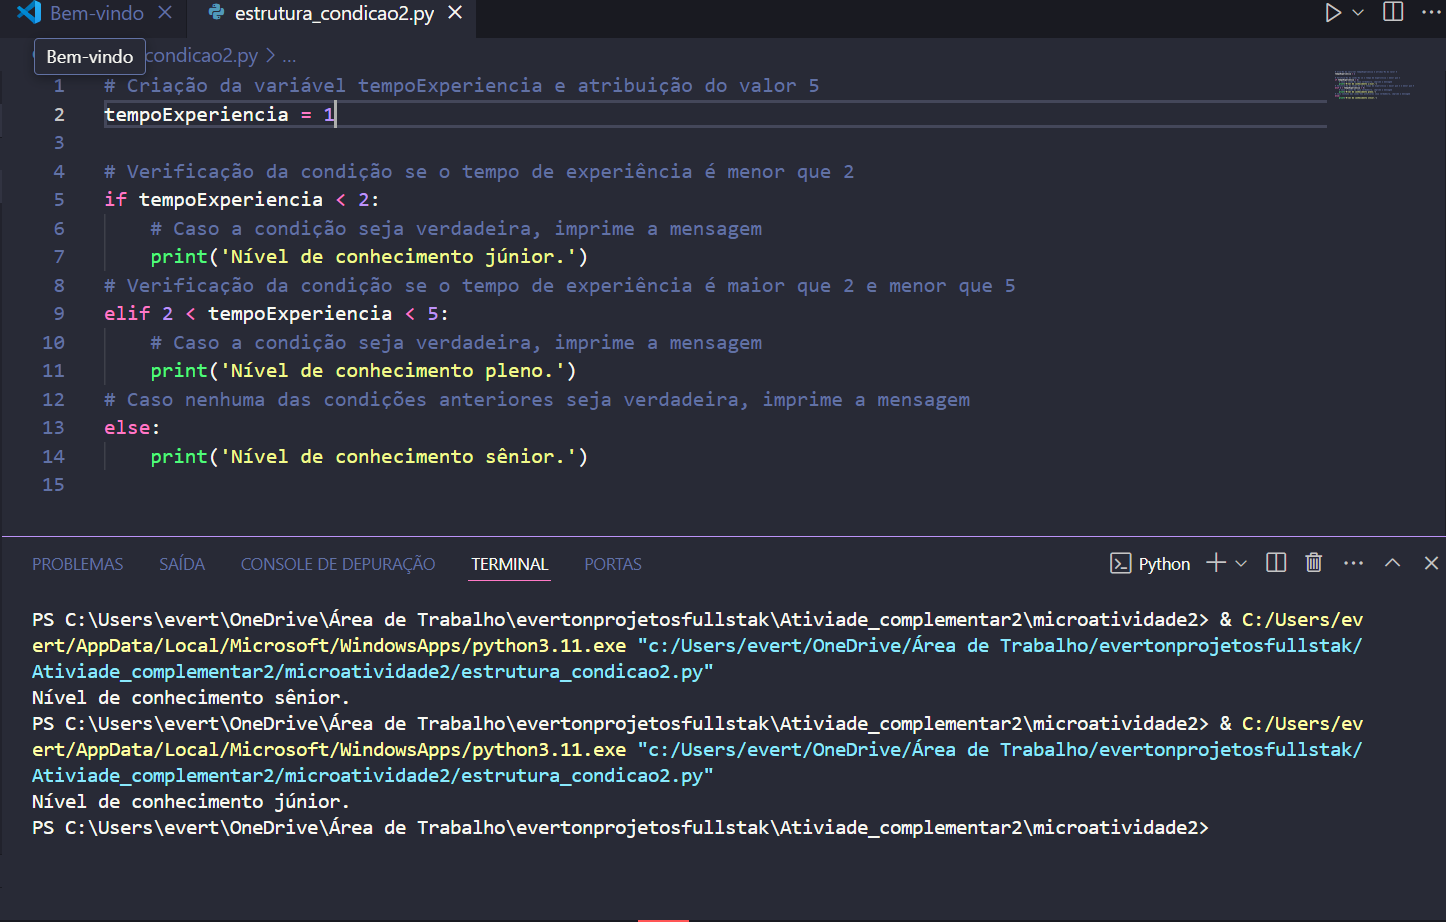 Bem-vindo
estrutura_condicao2.py
Bem-vindo
condicao2.py > ...
1 # Criação da variável tempoExperiencia e atribuição do valor 5
2 tempoExperiencia = 1
3
4 # Verificação da condição se o tempo de experiência é menor que 2
5 if tempoExperiencia < 2:
6     # Caso a condição seja verdadeira, imprime a mensagem
7     print('Nível de conhecimento júnior.')
8 # Verificação da condição se o tempo de experiência é maior que 2 e menor que 5
9 elif 2 < tempoExperiencia < 5:
10     # Caso a condição seja verdadeira, imprime a mensagem
11     print('Nível de conhecimento pleno.')
12 # Caso nenhuma das condições anteriores seja verdadeira, imprime a mensagem
13 else:
14     print('Nível de conhecimento sênior.')
15
PROBLEMAS SAÍDA CONSOLE DE DEPURAÇÃO TERMINAL PORTAS Python
PS C:\Users\evert\OneDrive\Área de Trabalho\evertonprojetosfullstak\Ativiade_complementar2\microatividade2> & C:/Users/ev
ert/AppData/Local/Microsoft/WindowsApps/python3.11.exe "c:/Users/evert/OneDrive/Área de Trabalho/evertonprojetosfullstak/
Ativiade_complementar2/microatividade2/estrutura_condicao2.py"
Nível de conhecimento sênior.
PS C:\Users\evert\OneDrive\Área de Trabalho\evertonprojetosfullstak\Ativiade_complementar2\microatividade2> & C:/Users/ev
ert/AppData/Local/Microsoft/WindowsApps/python3.11.exe "c:/Users/evert/OneDrive/Área de Trabalho/evertonprojetosfullstak/
Ativiade_complementar2/microatividade2/estrutura_condicao2.py"
Nível de conhecimento júnior.
PS C:\Users\evert\OneDrive\Área de Trabalho\evertonprojetosfullstak\Ativiade_complementar2\microatividade2>